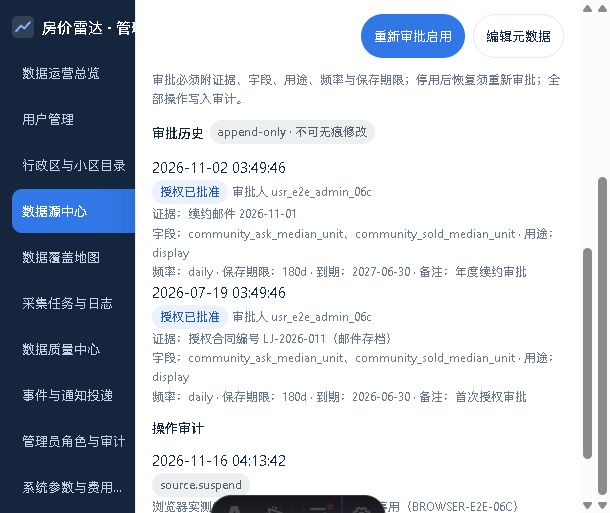 房价雷达 - 管
重新审批启用
编辑元数据
数据运营总览
用户管理
行政区与小区目录
数据源中心
数据覆盖地图
采集任务与日志
数据质量中心
事件与通知投递
管理员角色与审计
系统参数与费用...
审批必须附证据、字段、用途、频率与保存期限；停用后恢复须重新审批；全
部操作写入审计。
审批历史 append-only · 不可无痕修改
2026-11-02 03:49:46
授权已批准 审批人 usr_e2e_admin_06c
证据：续约邮件 2026-11-01
字段：community_ask_median_unit、community_sold_median_unit · 用途：
display
频率：daily · 保存期限：180d · 到期：2027-06-30 · 备注：年度续约审批
2026-07-19 03:49:46
授权已批准 审批人 usr_e2e_admin_06c
证据：授权合同编号 LJ-2026-011（邮件存档）
字段：community_ask_median_unit、community_sold_median_unit · 用途：
display
频率：daily · 保存期限：180d · 到期：2026-06-30 · 备注：首次授权审批
操作审计
2026-11-16 04:13:42
source.suspend
浏览器实测 用（BROWSER-E2E-06C）